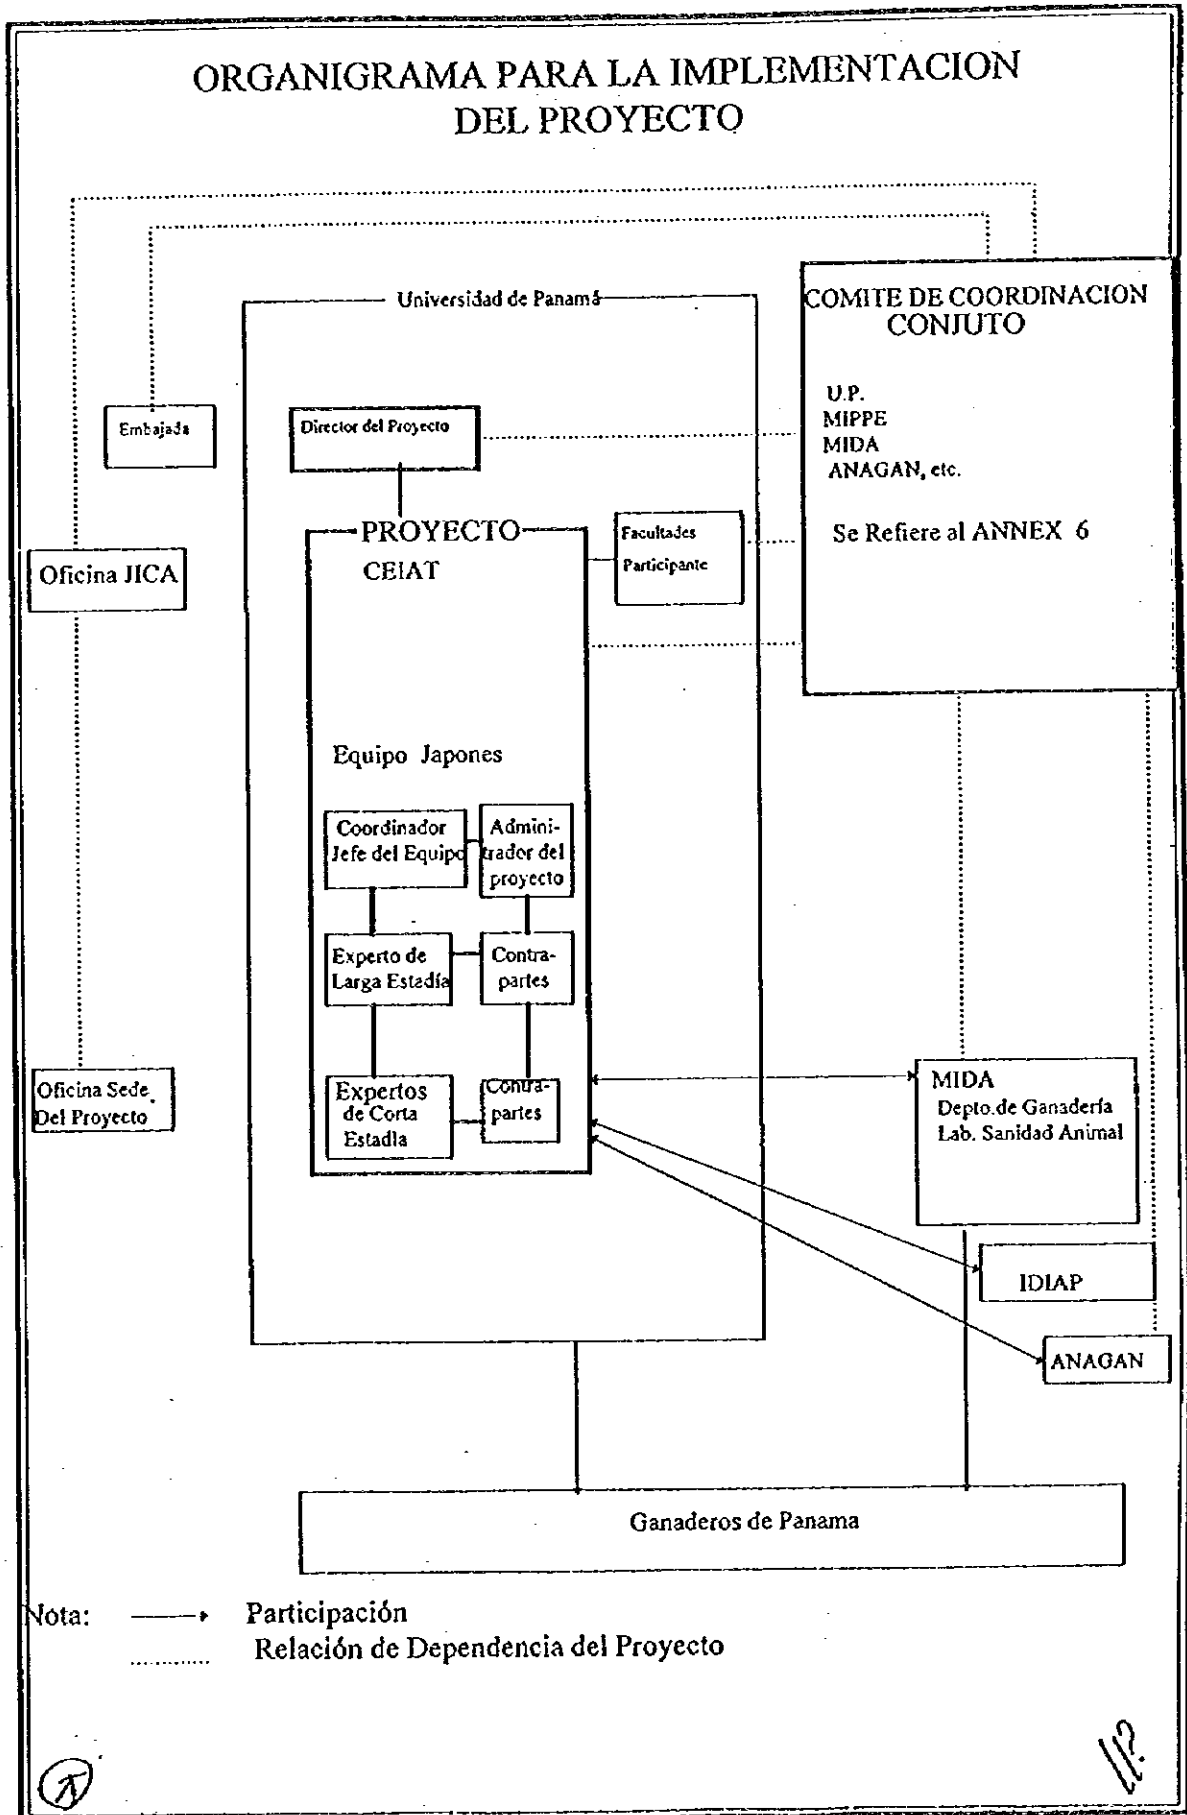 ORGANIGRAMA PARA LA IMPLEMENTACION
DEL PROYECTO
Universidad de Panamá
COMITE DE COORDINACION
CONJUTO
U.P.
MIPPE
MIDA
ANAGAN, etc.
Se Refiere al ANNEX 6
Embajada
Director del Proyecto
PROYECTO
CEIAT
Facultades
Participante
Oficina JICA
Equipo Japones
Coordinador
Jefe del Equipo
Admini-
trador del
proyecto
Experto de
Larga Estadía
Contra-
partes
Expertos
de Corta
Estadía
Contra-
partes
Oficina Sede
Del Proyecto
MIDA
Depto.de Ganadería
Lab. Sanidad Animal
IDIAP
ANAGAN
Ganaderos de Panama
Nota:
Participación
Relación de Dependencia del Proyecto